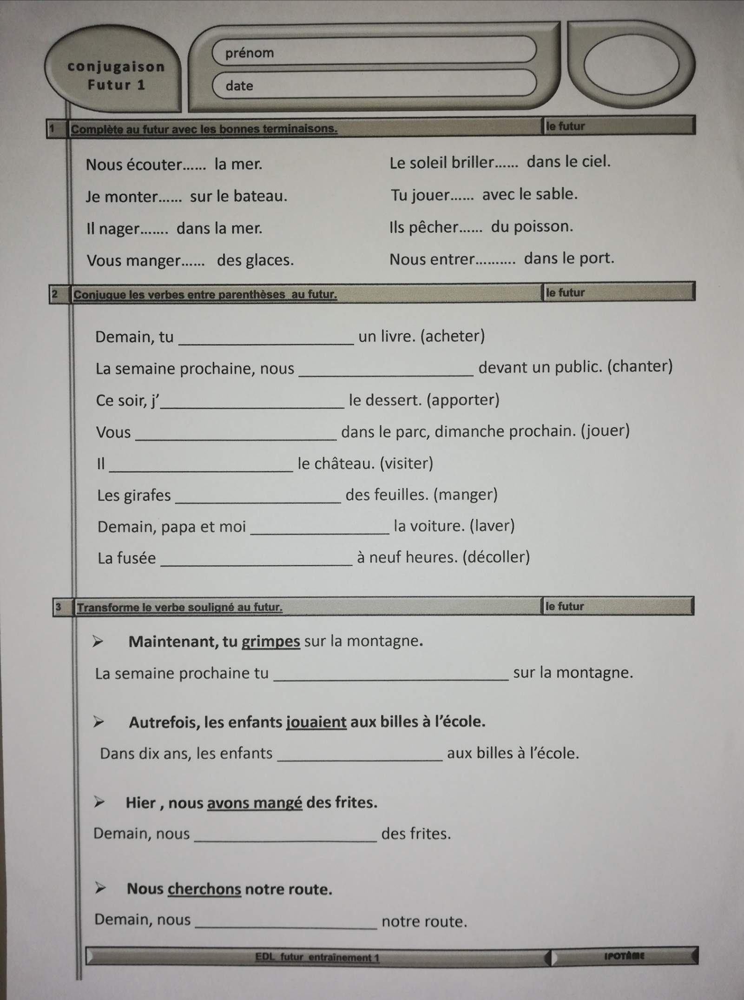 conjugaison
Futur 1
prénom
date
1 Complète au futur avec les bonnes terminaisons. le futur
Nous écouter...... la mer. Le soleil briller...... dans le ciel.
Je monter...... sur le bateau. Tu jouer...... avec le sable.
Il nager....... dans la mer. Ils pêcher...... du poisson.
Vous manger...... des glaces. Nous entrer.......... dans le port.
2 Conjugue les verbes entre parenthèses au futur. le futur
Demain, tu ____________________ un livre. (acheter)
La semaine prochaine, nous ____________________ devant un public. (chanter)
Ce soir, j’____________________ le dessert. (apporter)
Vous ______________________ dans le parc, dimanche prochain. (jouer)
Il ____________________ le château. (visiter)
Les girafes __________________ des feuilles. (manger)
Demain, papa et moi _______________ la voiture. (laver)
La fusée _____________________ à neuf heures. (décoller)
3 Transforme le verbe souligné au futur. le futur
➢ Maintenant, tu grimpes sur la montagne.
La semaine prochaine tu __________________________ sur la montagne.
➢ Autrefois, les enfants jouaient aux billes à l’école.
Dans dix ans, les enfants __________________ aux billes à l’école.
➢ Hier , nous avons mangé des frites.
Demain, nous ____________________ des frites.
➢ Nous cherchons notre route.
Demain, nous ____________________ notre route.
EDL futur entraînement 1 IPOTÂME